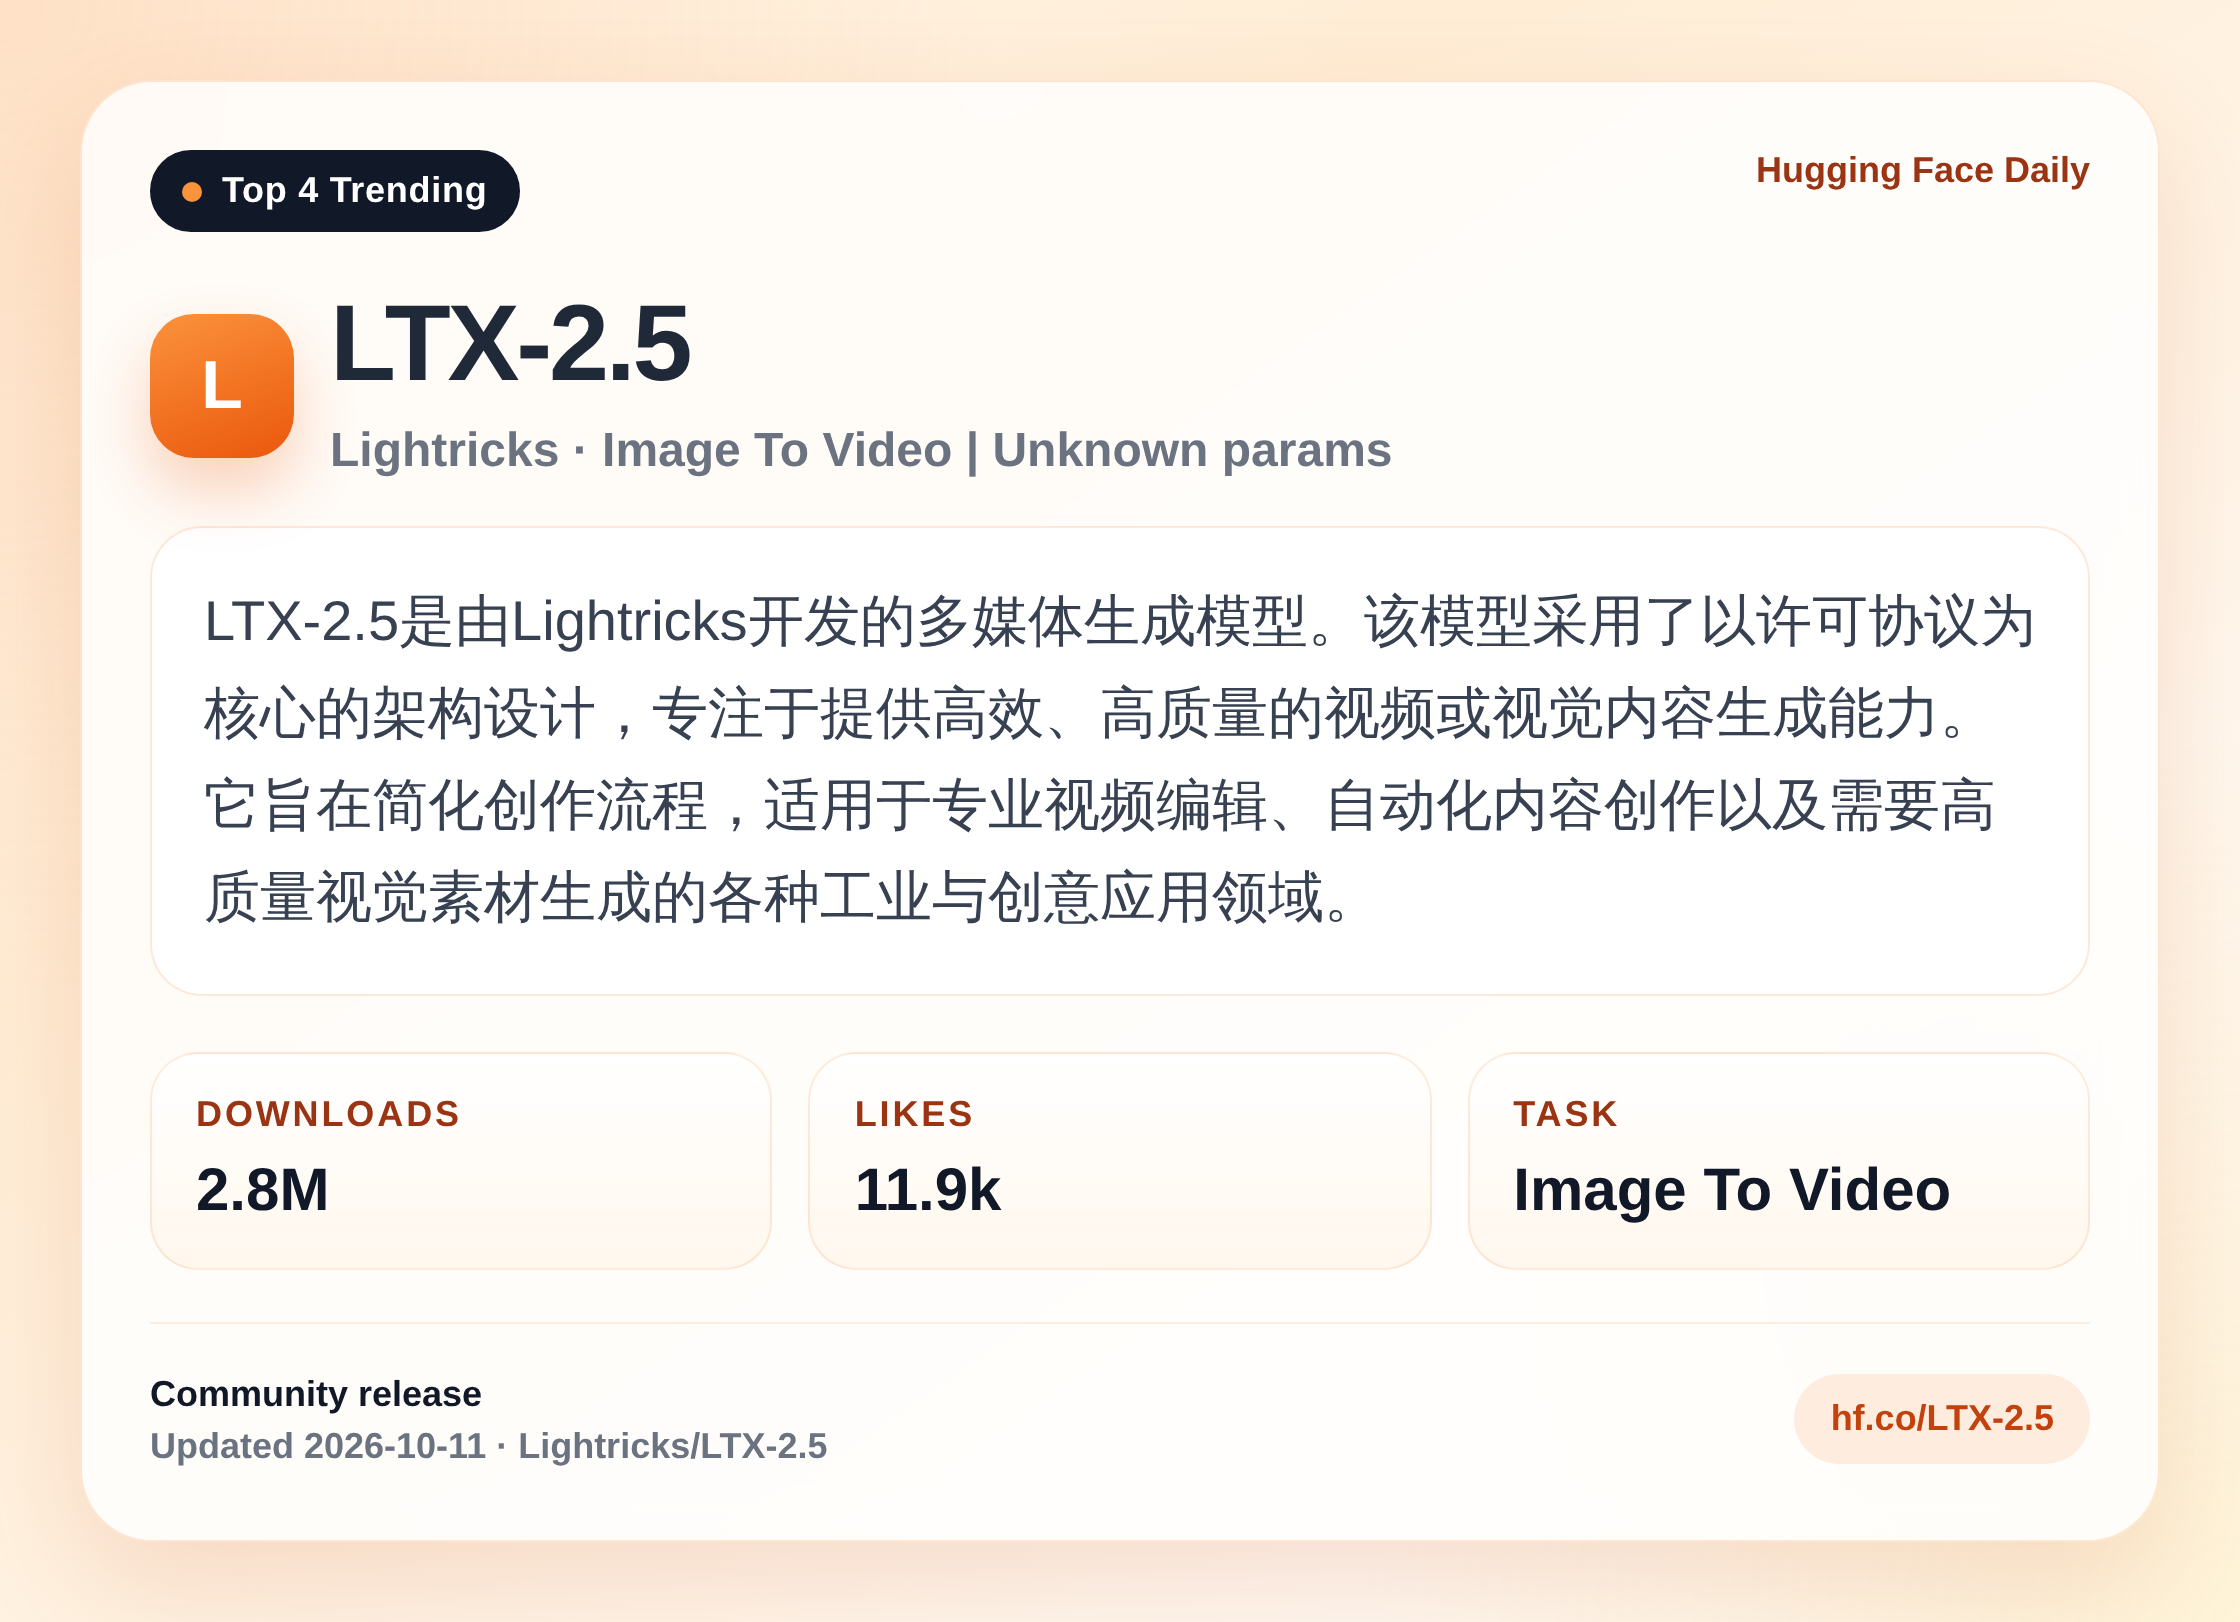 Top 4 Trending
Hugging Face Daily
L
LTX-2.5
Lightricks · Image To Video | Unknown params
LTX-2.5是由Lightricks开发的多媒体生成模型。该模型采用了以许可协议为
核心的架构设计，专注于提供高效、高质量的视频或视觉内容生成能力。
它旨在简化创作流程，适用于专业视频编辑、自动化内容创作以及需要高
质量视觉素材生成的各种工业与创意应用领域。
DOWNLOADS
2.8M
LIKES
11.9k
TASK
Image To Video
Community release
Updated 2026-10-11 · Lightricks/LTX-2.5
hf.co/LTX-2.5